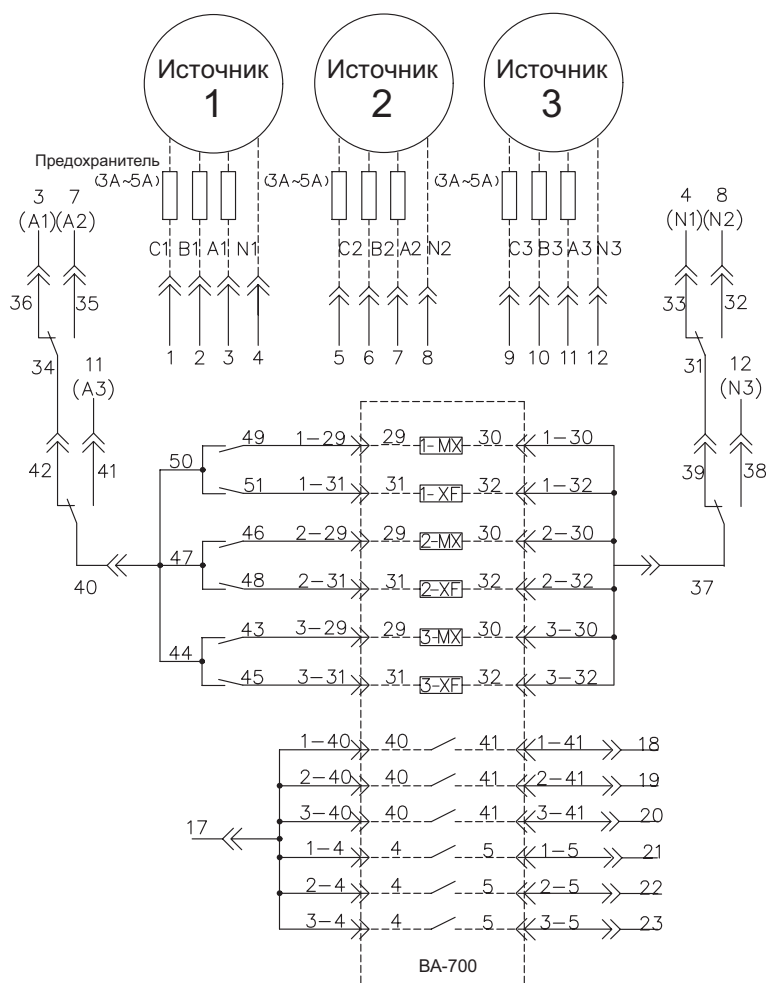 Источник 1
Источник 2
Источник 3
Предохранитель
(3A~5A)
(3A~5A)
(3A~5A)
3
(A1)
7
(A2)
4
(N1)
8
(N2)
C1 B1 A1 N1
C2 B2 A2 N2
C3 B3 A3 N3
36
35
33
32
1 2 3 4
5 6 7 8
9 10 11 12
34
11
(A3)
31
12
(N3)
42
41
39
38
50
49 1-29 29 1-MX 30 1-30
51 1-31 31 1-XF 32 1-32
46 2-29 29 2-MX 30 2-30
47
40
37
48 2-31 31 2-XF 32 2-32
43 3-29 29 3-MX 30 3-30
44
45 3-31 31 3-XF 32 3-32
1-40 40 41 1-41 18
2-40 40 41 2-41 19
3-40 40 41 3-41 20
17
1-4 4 5 1-5 21
2-4 4 5 2-5 22
3-4 4 5 3-5 23
ВА-700